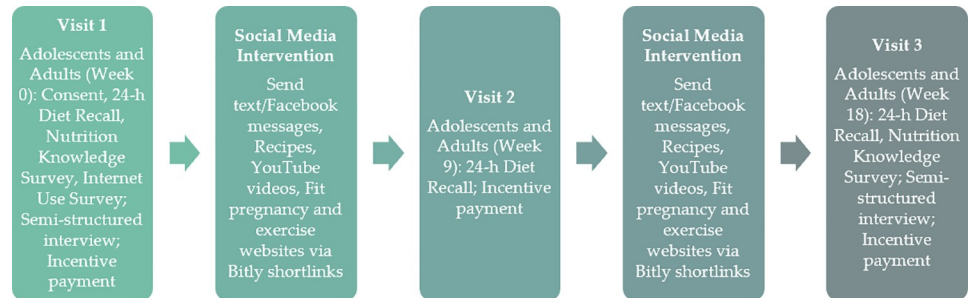 Visit 1
Adolescents and
Adults (Week
0): Consent, 24-h
Diet Recall,
Nutrition
Knowledge
Survey, Internet
Use Survey;
Semi-structured
interview;
Incentive
payment
Social Media
Intervention
Send
text/Facebook
messages,
Recipes,
YouTube
videos, Fit
pregnancy and
exercise
websites via
Bitly shortlinks
Visit 2
Adolescents and
Adults (Week
9): 24-h Diet
Recall; Incentive
payment
Social Media
Intervention
Send
text/Facebook
messages,
Recipes,
YouTube
videos, Fit
pregnancy and
exercise
websites via
Bitly shortlinks
Visit 3
Adolescents and
Adults (Week
18): 24-h Diet
Recall, Nutrition
Knowledge
Survey; Semi-
structured
interview;
Incentive
payment